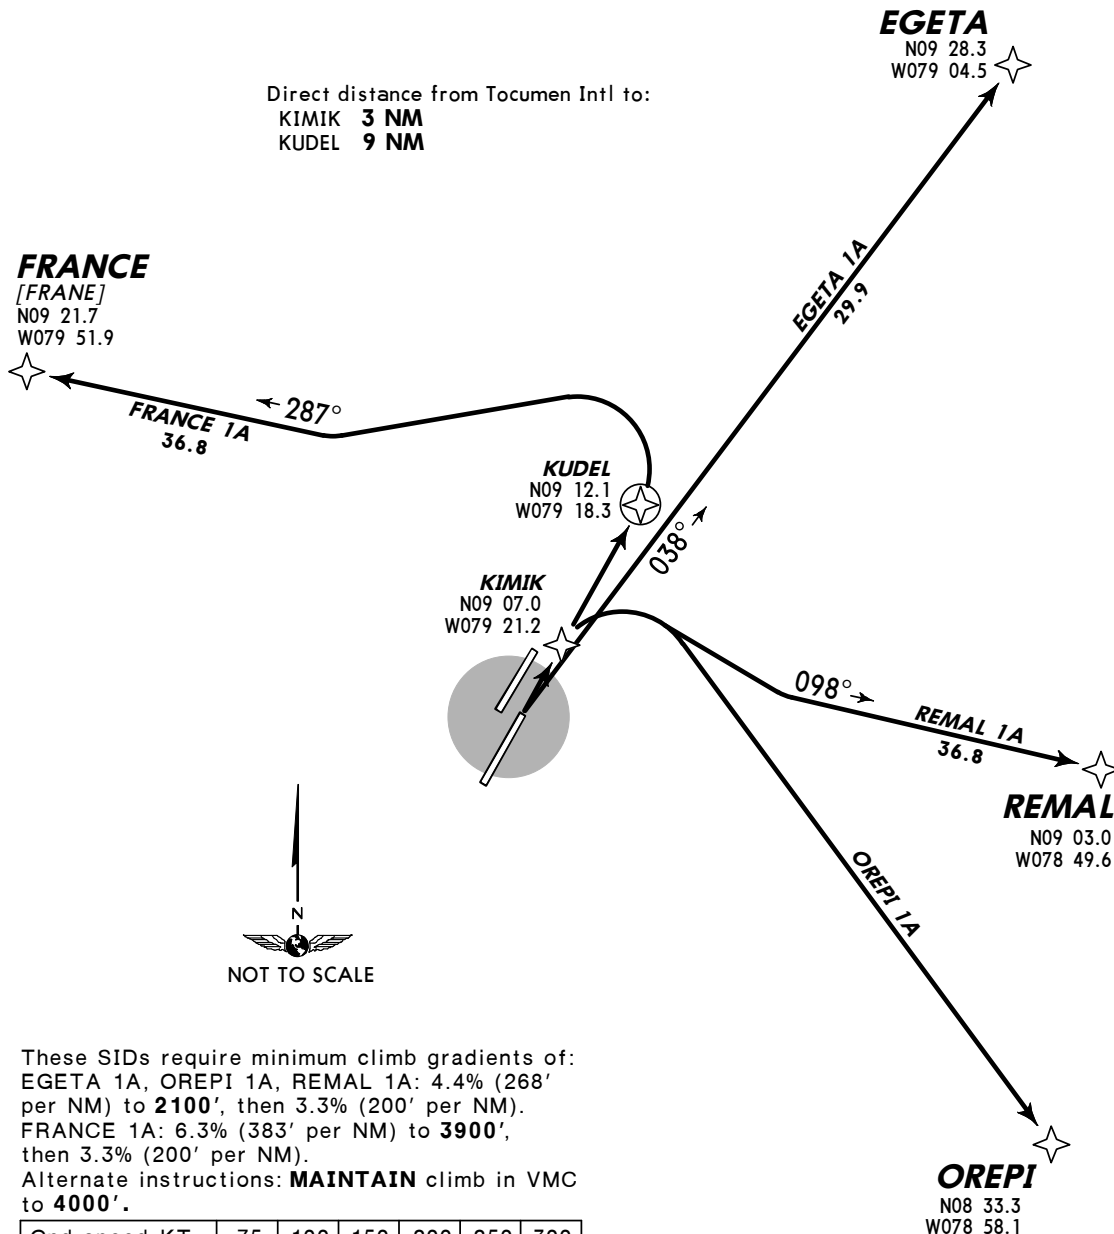 EGETA
N09 28.3
W079 04.5
Direct distance from Tocumen Intl to:
KIMIK 3 NM
KUDEL 9 NM
FRANCE
[FRANE]
N09 21.7
W079 51.9
EGETA 1A
29.9
287°
FRANCE 1A
36.8
KUDEL
N09 12.1
W079 18.3
038°
KIMIK
N09 07.0
W079 21.2
098°
REMAL 1A
36.8
REMAL
N09 03.0
W078 49.6
OREPI 1A
N
NOT TO SCALE
These SIDs require minimum climb gradients of:
EGETA 1A, OREPI 1A, REMAL 1A: 4.4% (268'
per NM) to 2100', then 3.3% (200' per NM).
FRANCE 1A: 6.3% (383' per NM) to 3900',
then 3.3% (200' per NM).
Alternate instructions: MAINTAIN climb in VMC
to 4000'.
OREPI
N08 33.3
W078 58.1